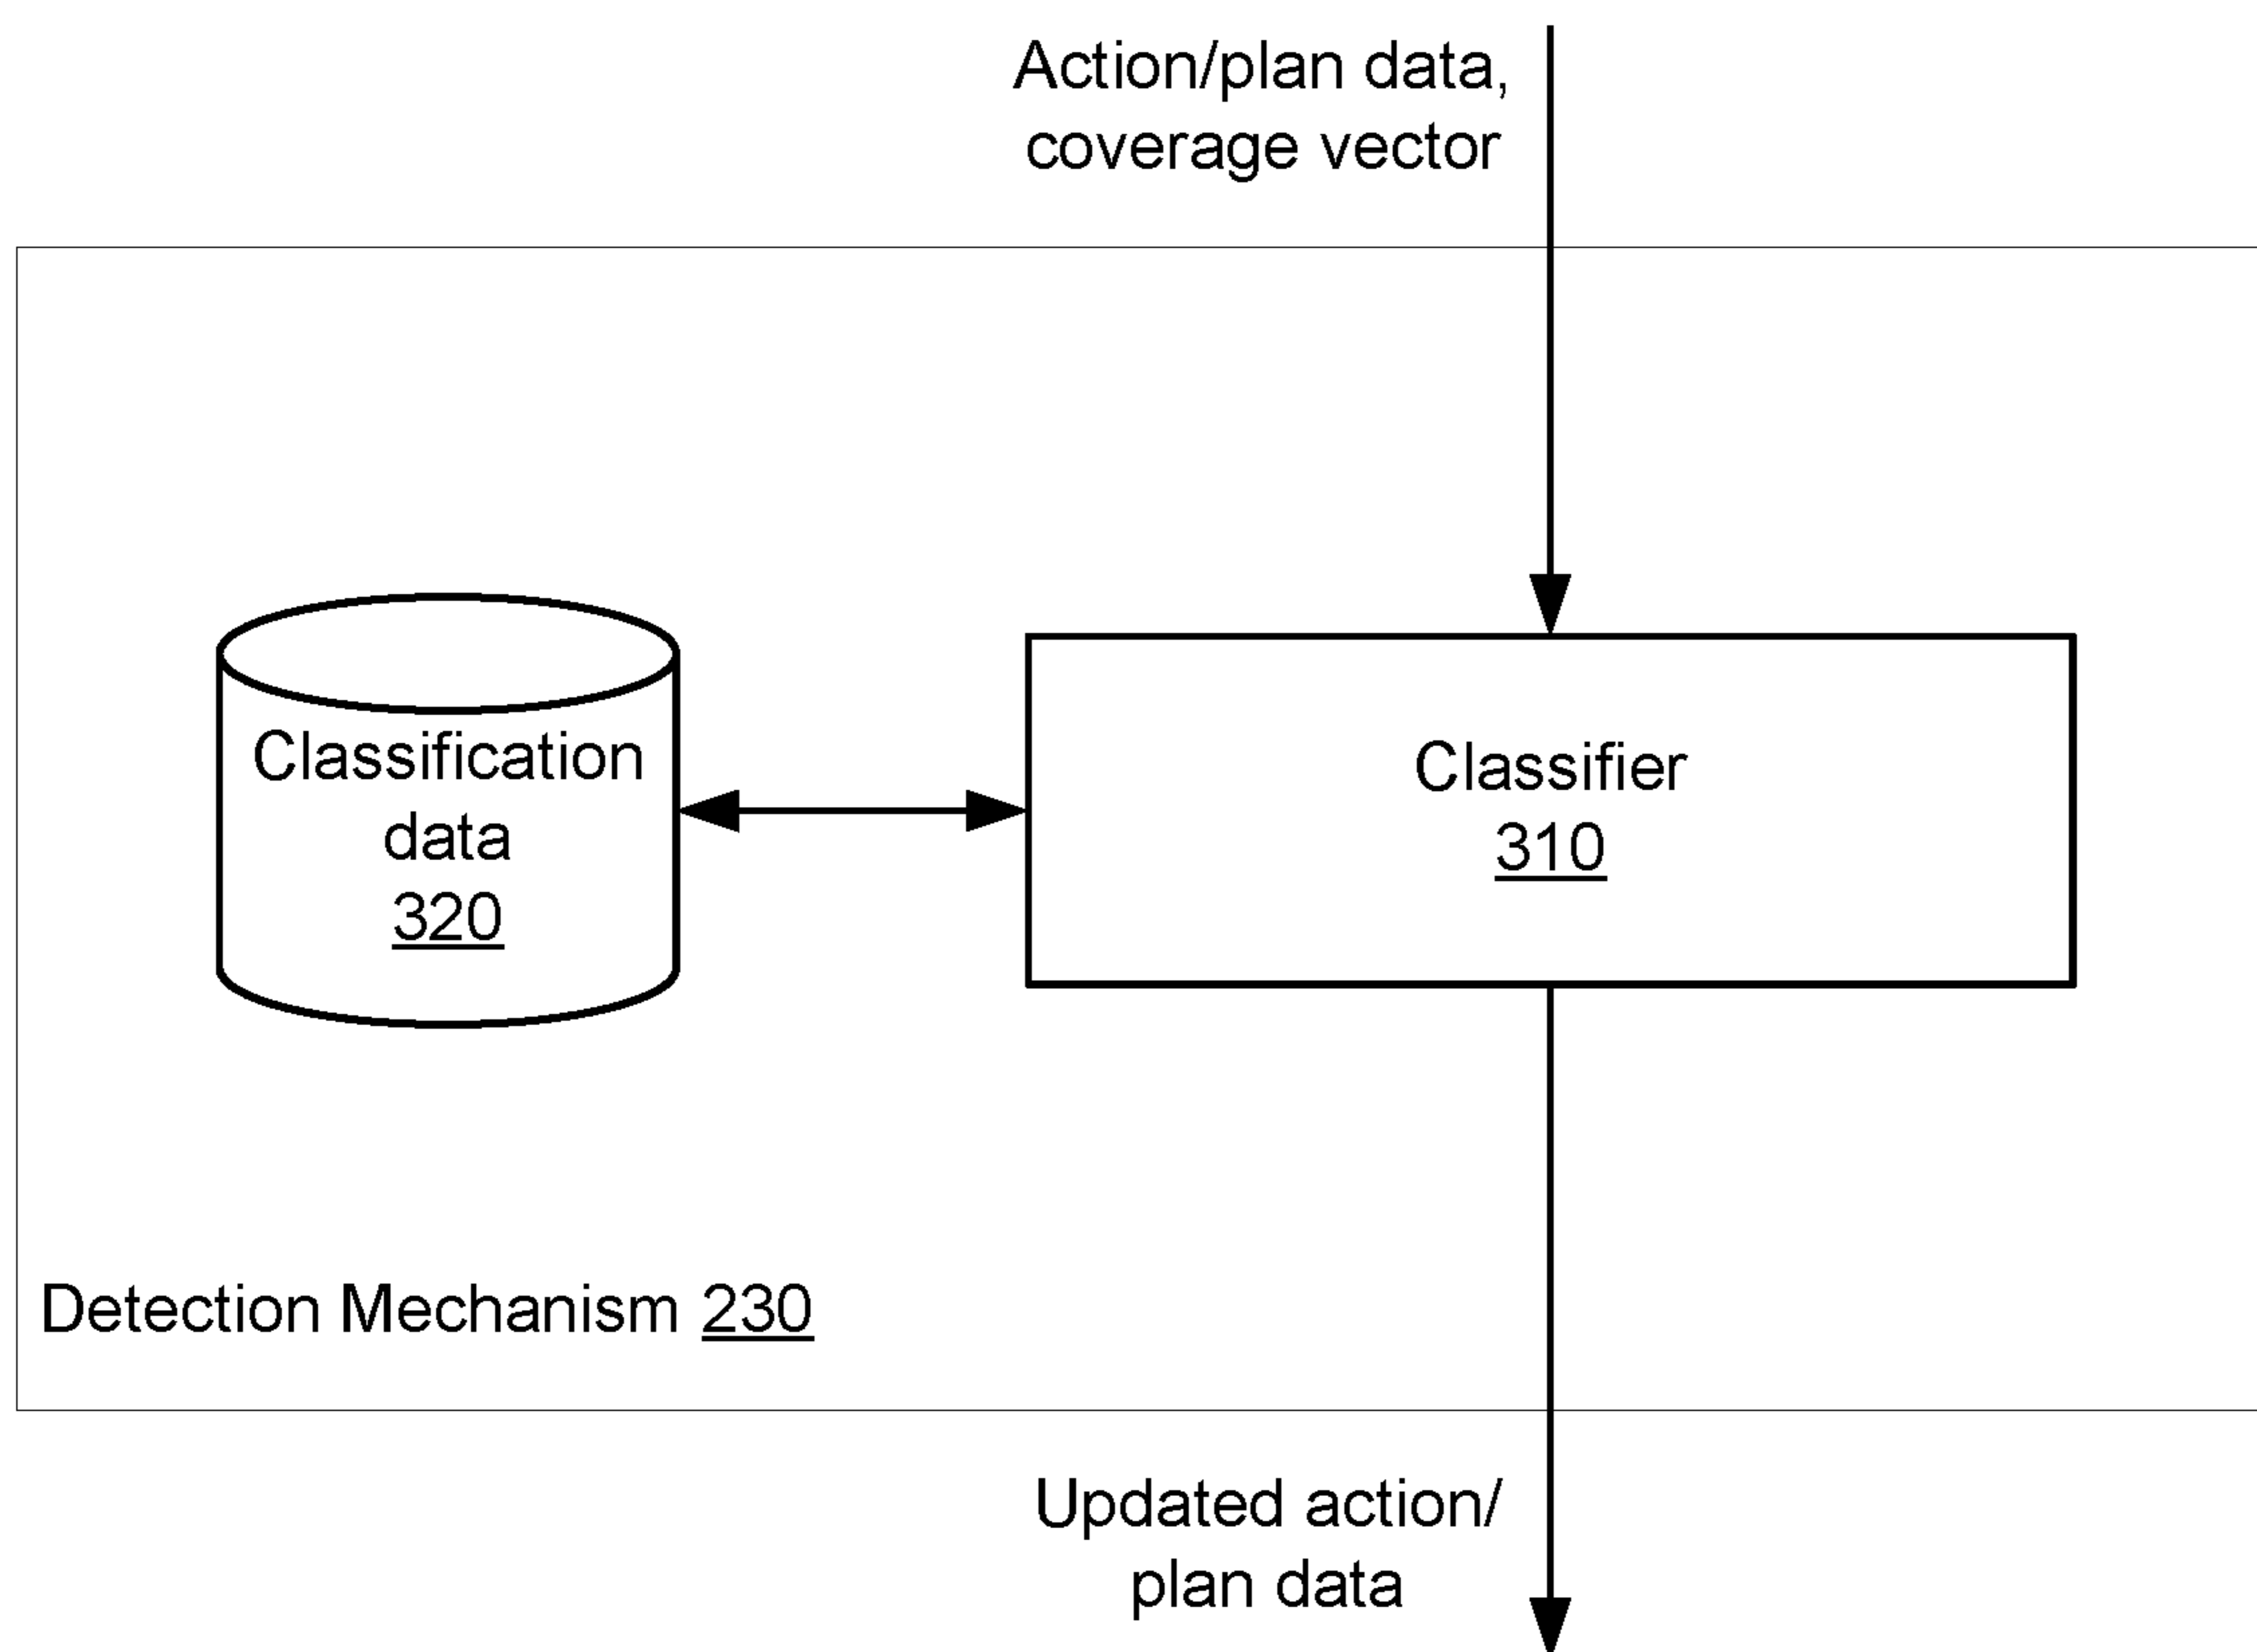 Action/plan data,
coverage vector
Classification
data
320
Classifier
310
Detection Mechanism 230
Updated action/
plan data